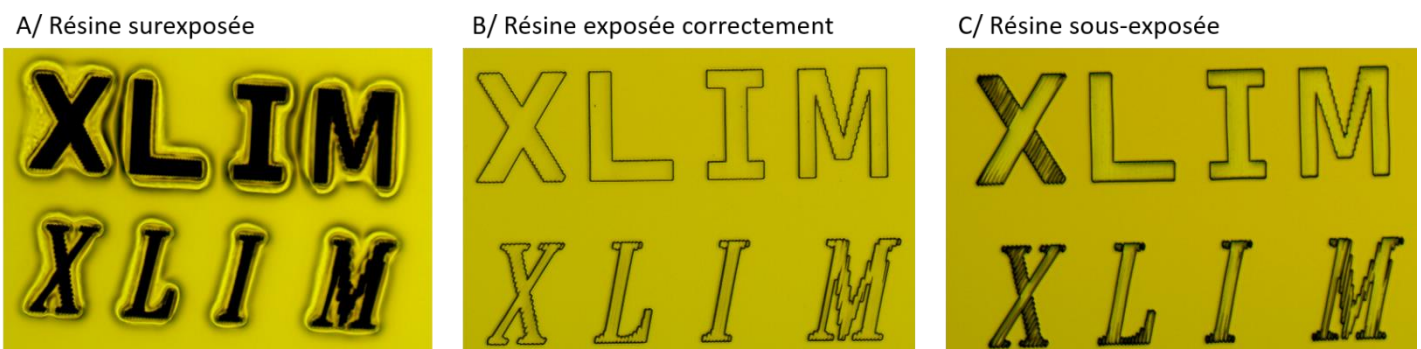 A/ Résine surexposée
B/ Résine exposée correctement
C/ Résine sous-exposée
XLIM
XLIM
XLIM
XLIM
XLIM
XLIM